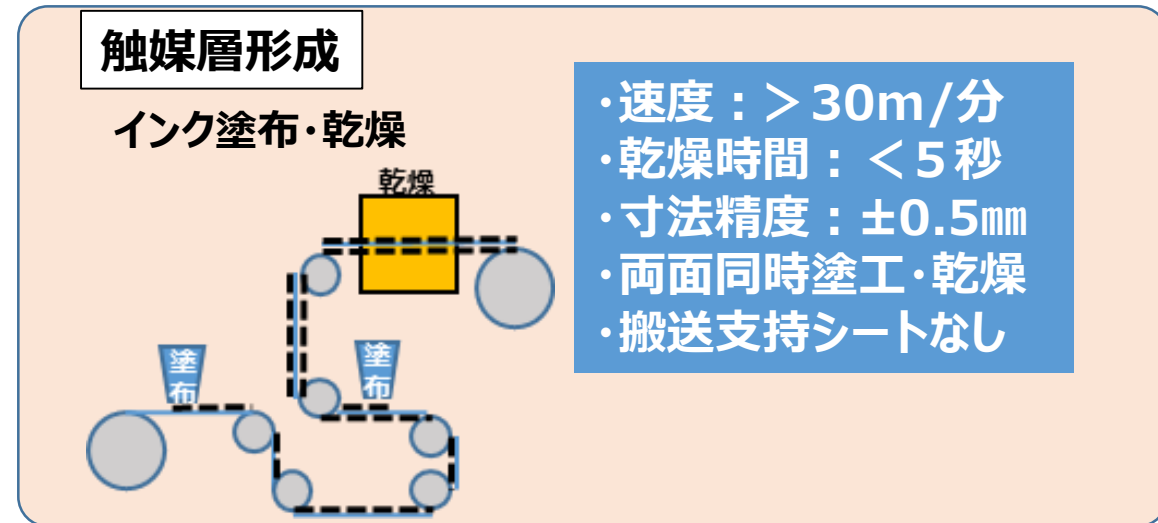 触媒層形成
インク塗布・乾燥
乾燥
塗
布
塗
布
・速度：＞30m/分
・乾燥時間：＜5秒
・寸法精度：±0.5㎜
・両面同時塗工・乾燥
・搬送支持シートなし